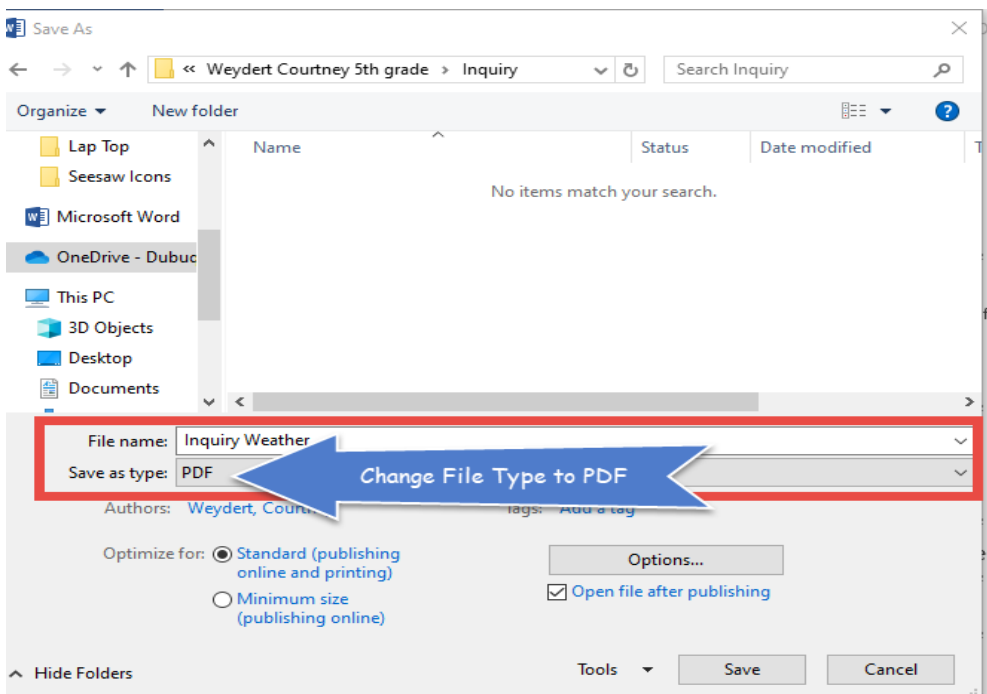 Save As
« Weydert Courtney 5th grade › Inquiry
Search Inquiry
Organize
New folder
Lap Top
Seesaw Icons
Microsoft Word
OneDrive - Dubuc
This PC
3D Objects
Desktop
Documents
Name
Status
Date modified
T
No items match your search.
File name: Inquiry Weather
Save as type: PDF
Change File Type to PDF
Authors: Weydert,
Tags: Add a tag
Optimize for: Standard (publishing
online and printing)
Minimum size
(publishing online)
Options...
Open file after publishing
Hide Folders
Tools
Save
Cancel